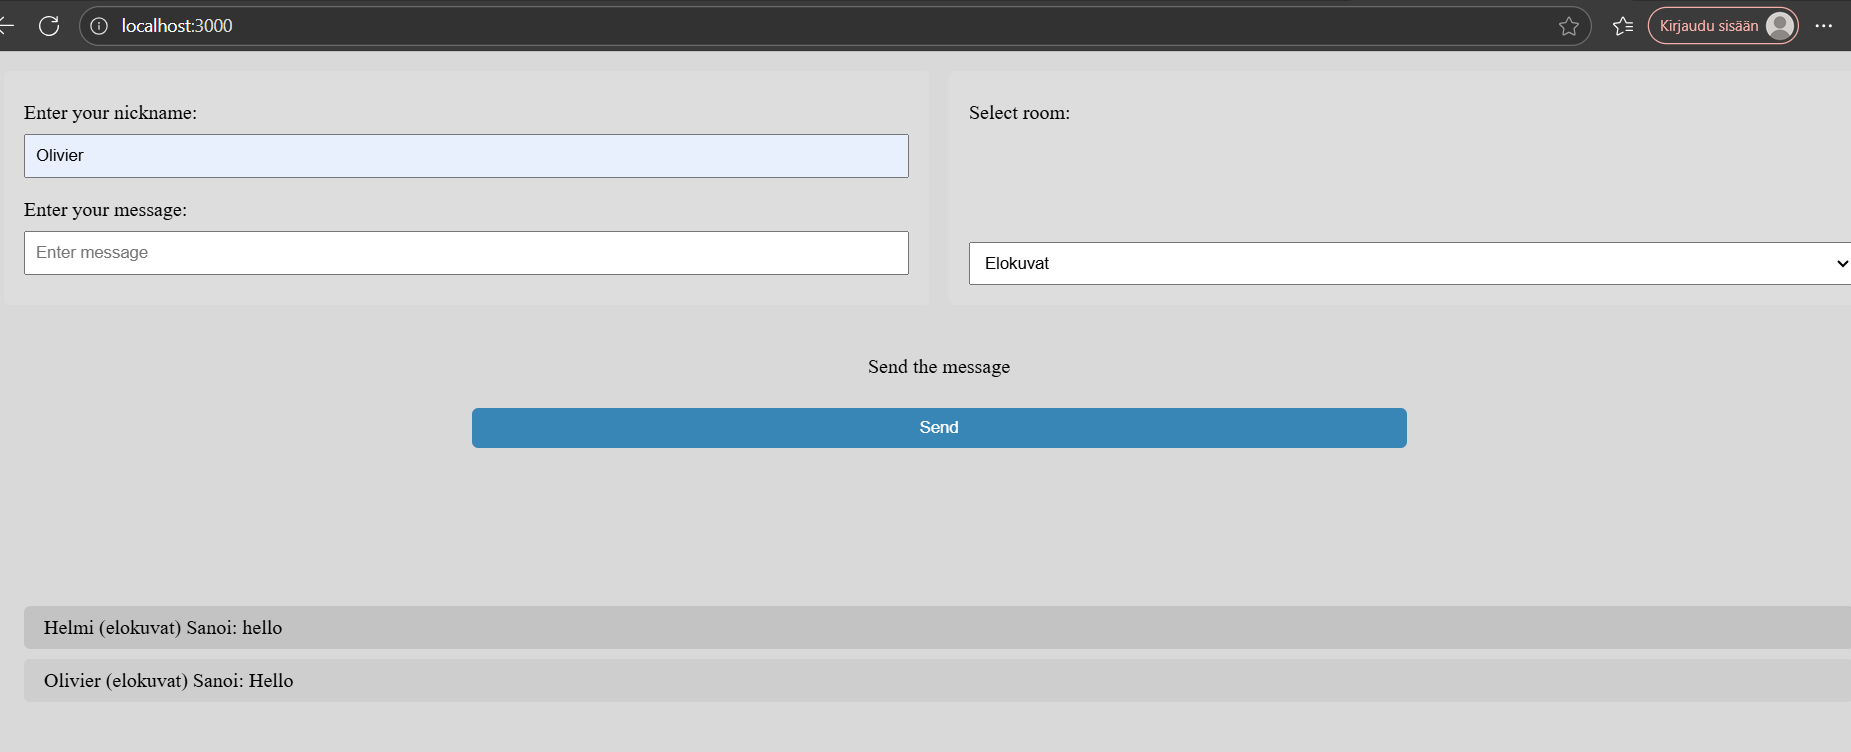 localhost:3000
Kirjaudu sisään
Enter your nickname:
Olivier
Enter your message:
Enter message
Select room:
Elokuvat
Send the message
Send
Helmi (elokuvat) Sanoi: hello
Olivier (elokuvat) Sanoi: Hello